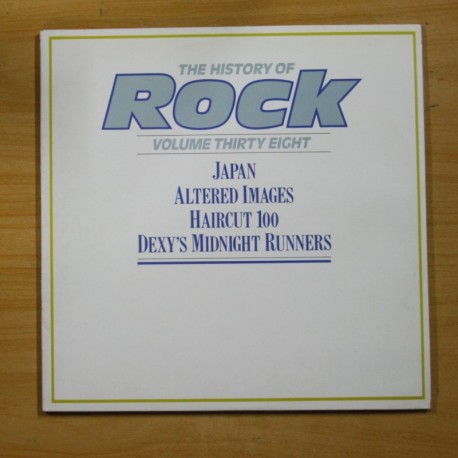 THE HISTORY OF
ROCK
VOLUME THIRTY EIGHT
JAPAN
ALTERED IMAGES
HAIRCUT 100
DEXY'S MIDNIGHT RUNNERS